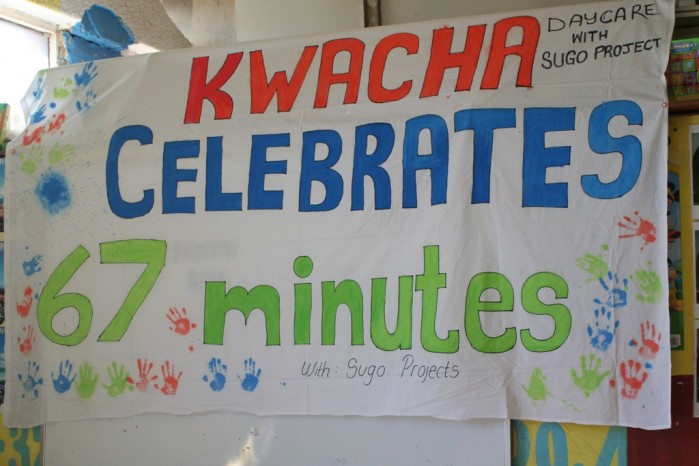 KWACHA
DAYCARE
WITH
SUGO PROJECT
CELEBRATES
67 minutes
With: Sugo Projects